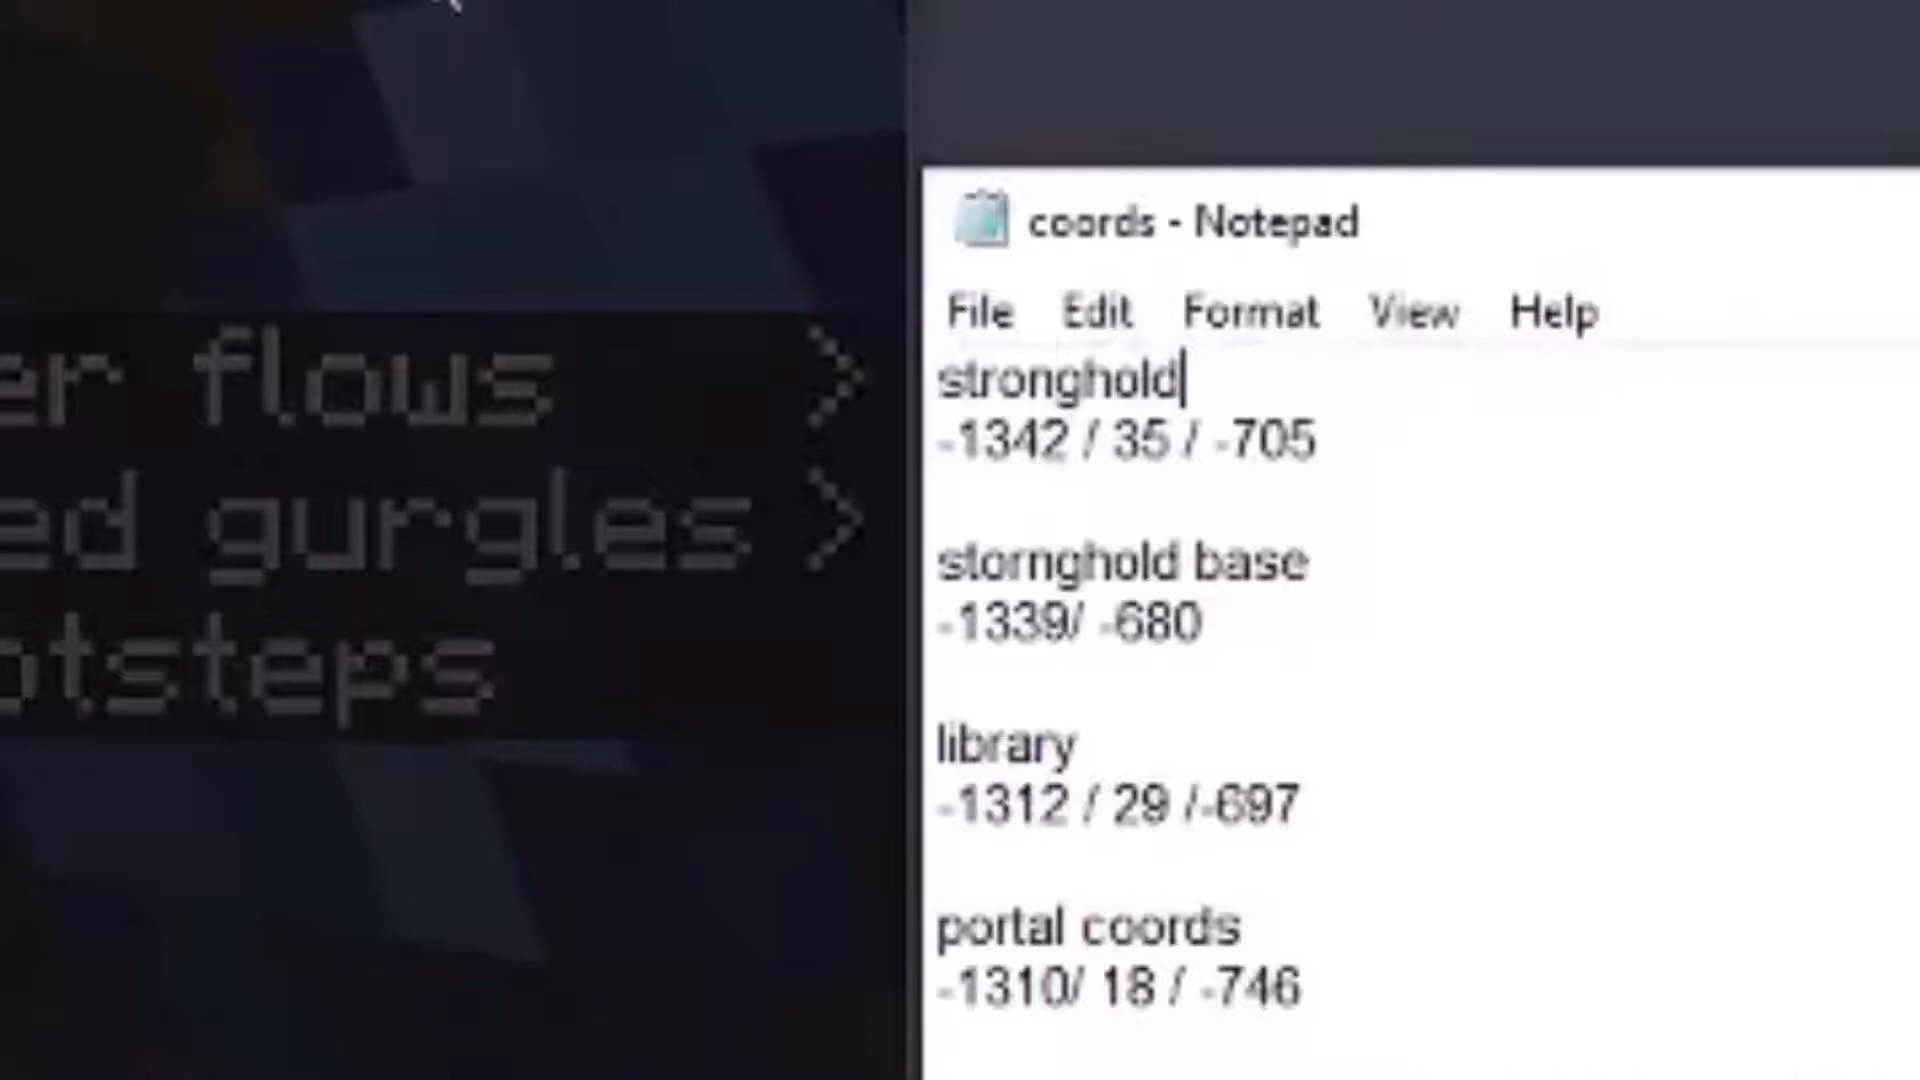 er flows >
ed gurgles >
otsteps
coords - Notepad
File Edit Format View Help
stronghold
-1342 / 35 / -705
stornghold base
-1339/ -680
library
-1312 / 29 /-697
portal coords
-1310/ 18 / -746